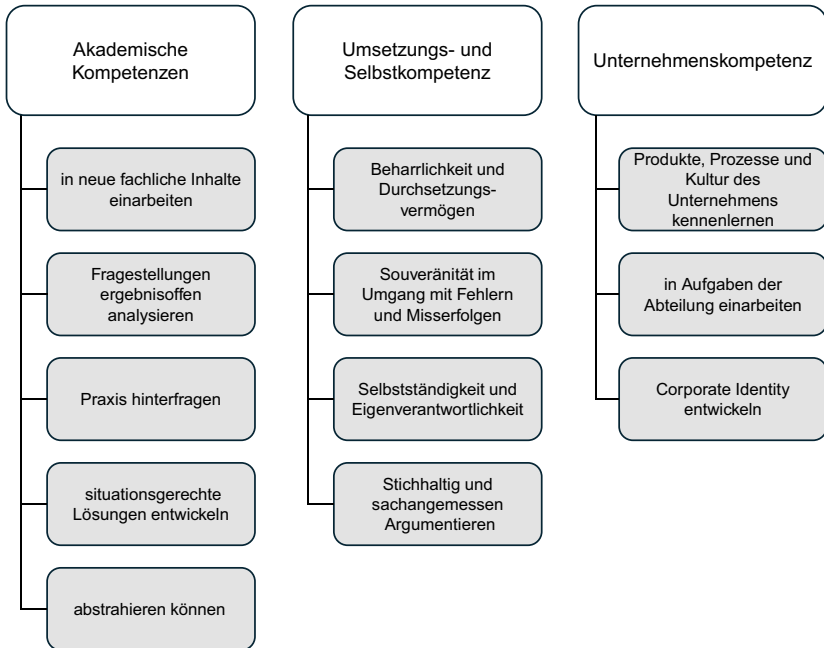 Akademische
Kompetenzen
in neue fachliche Inhalte
einarbeiten
Fragestellungen
ergebnisoffen
analysieren
Praxis hinterfragen
situationsgerechte
Lösungen entwickeln
abstrahieren können
Umsetzungs- und
Selbstkompetenz
Beharrlichkeit und
Durchsetzungs-
vermögen
Souveränität im
Umgang mit Fehlern
und Misserfolgen
Selbstständigkeit und
Eigenverantwortlichkeit
Stichhaltig und
sachangemessen
Argumentieren
Unternehmenskompetenz
Produkte, Prozesse und
Kultur des
Unternehmens
kennenlernen
in Aufgaben der
Abteilung einarbeiten
Corporate Identity
entwickeln